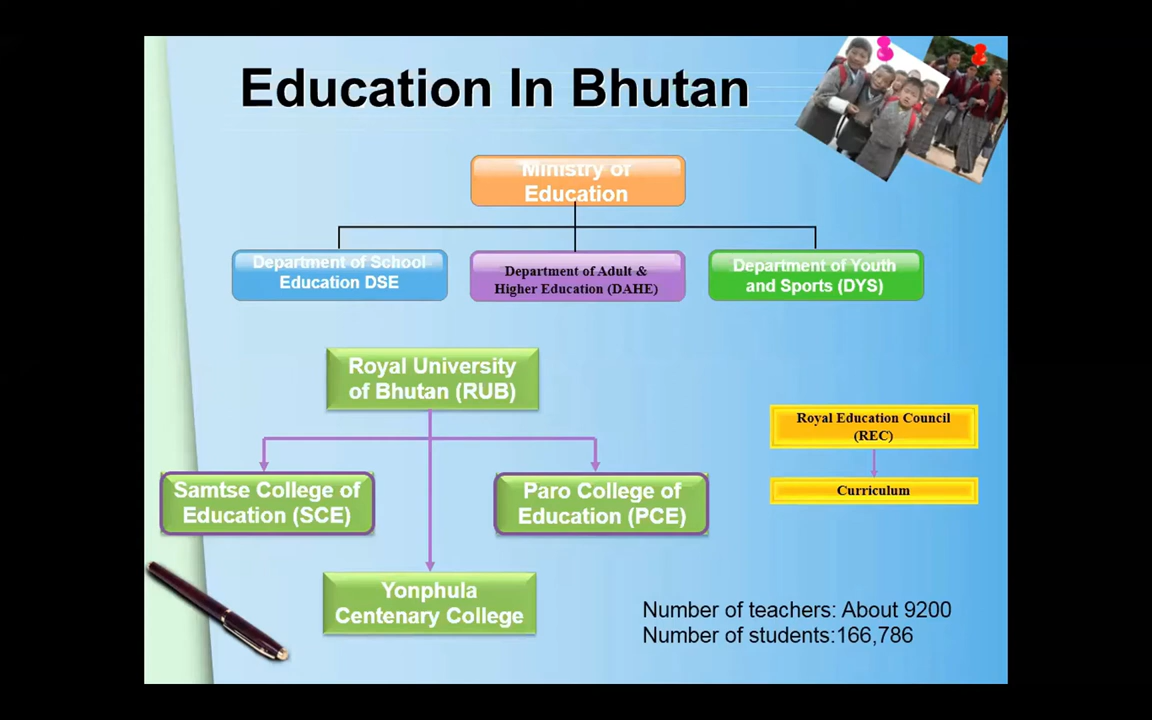 Education In Bhutan
Ministry of
Education
Department of School
Education DSE
Department of Adult &
Higher Education (DAHE)
Department of Youth
and Sports (DYS)
Royal University
of Bhutan (RUB)
Royal Education Council
(REC)
Curriculum
Samtse College of
Education (SCE)
Paro College of
Education (PCE)
Yonphula
Centenary College
Number of teachers: About 9200
Number of students:166,786